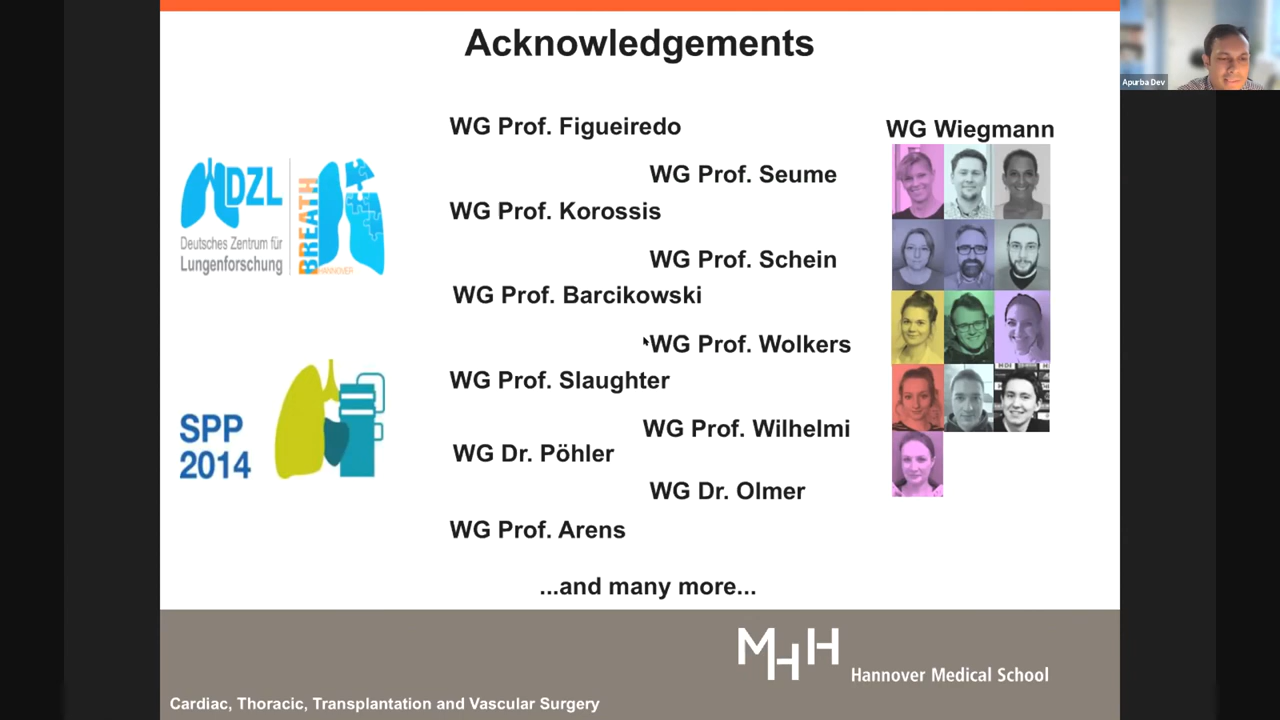 Acknowledgements
Apurba Dev
WG Prof. Figueiredo
WG Wiegmann
WG Prof. Seume
WG Prof. Korossis
WG Prof. Schein
WG Prof. Barcikowski
WG Prof. Wolkers
WG Prof. Slaughter
WG Prof. Wilhelmi
WG Dr. Pöhler
WG Dr. Olmer
WG Prof. Arens
...and many more...
DZL
Deutsches Zentrum für
Lungenforschung
BREATH
HANNOVER
SPP
2014
MHH
Hannover Medical School
Cardiac, Thoracic, Transplantation and Vascular Surgery